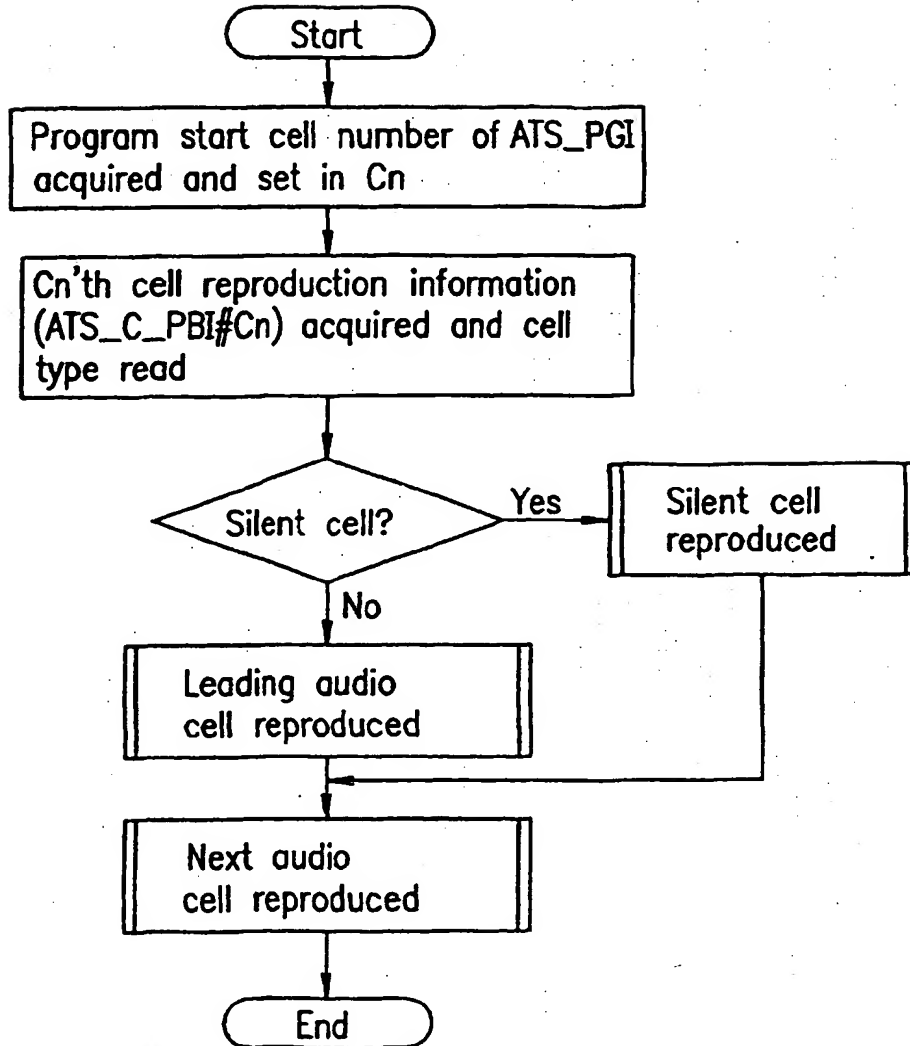 Start
Program start cell number of ATS_PGI
acquired and set in Cn
Cn'th cell reproduction information
(ATS_C_PBI#Cn) acquired and cell
type read
Silent cell?
Yes
Silent cell
reproduced
No
Leading audio
cell reproduced
Next audio
cell reproduced
End